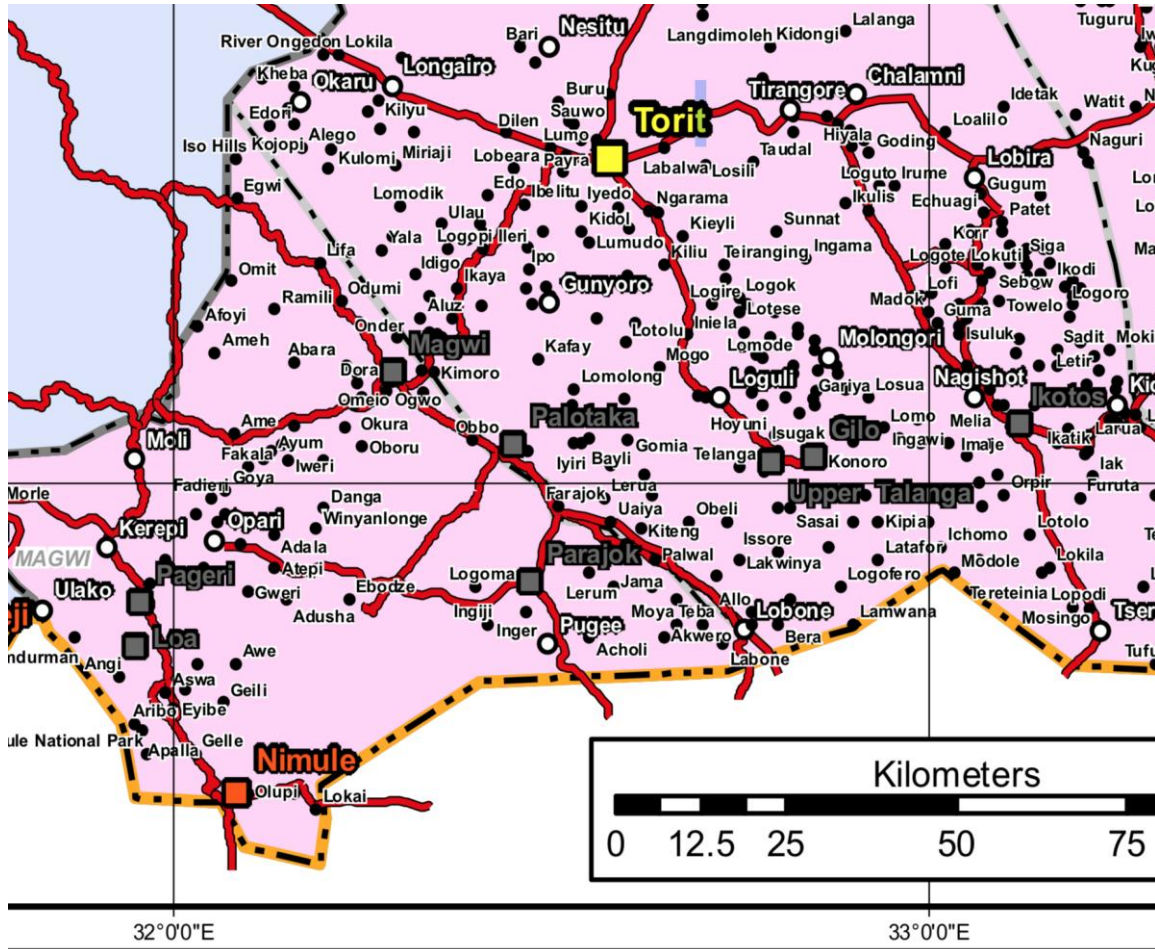 Nesitu
Bari
Langdimoleh
Kidongi
Lalanga
Tuguru
River Ongedon
Lokila
Longairo
Kheba
Okaru
Edori
Kilyu
Buru
Sauwo
Torit
Tirangore
Chalamni
Idetak
Watit
Iso Hills
Kojopj
Alego
Kulomi
Miriaji
Dilen
Lumo
Lobeara
Payra
Labalwa
Losili
Taudal
Hiyala
Goding
Loalilo
Naguri
Lobira
Egwi
Lomodik
Edo
Ibelitu
Iyedo
Ngarama
Loguto
Irume
Gugum
Ikulis
Echuagi
Patet
Ulau
Kidol
Kieyli
Sunnat
Yala
Logopi
Ileri
Lumudo
Kiliu
Teiranging
Ingama
Korr
Siga
Lifa
Idigo
Ipo
Logote
Lokuti
Ikodi
Omit
Ikaya
Gunyoro
Logire
Logok
Lofi
Sebow
Logoro
Ramili
Odumi
Aluz
Lotese
Madok
Towelo
Afoyi
Onder
Iniela
Guma
Ameh
Magwi
Lotolu
Lomode
Molongori
Isuluk
Sadit
Abara
Kafay
Mogo
Letir
Dora
Kimoro
Lomolong
Loguli
Gariya
Losua
Nagishot
Ikotos
Omeio
Ogwo
Palotaka
Lomo
Melia
Larua
Ame
Okura
Obbo
Hoyuni
Isugak
Gilo
Moli
Ayum
Oboru
Gomia
Ingawi
Imaje
Ikatik
Fakala
Iweri
Iyiri
Bayli
Telanga
Konoro
Iak
Goya
Morle
Fadieri
Danga
Lerua
Upper Talanga
Orpir
Furuta
Opari
Winyanlonge
Farajok
Uaiya
Obeli
Sasai
Kipia
Lotolo
Kerepi
Kiteng
Issore
Ichomo
MAGWI
Adala
Parajok
Palwal
Latafon
Lokila
Pageri
Atepi
Logoma
Lakwinya
Modole
Ulako
Gweri
Ebodze
Jama
Logofero
Adusha
Lerum
Allo
Tereteinia
Lopodi
Ingiji
Moya
Teba
Lobone
Lamwana
Mosingo
Loa
Inger
Pugee
Akwero
Bera
Angi
Awe
Acholi
Labone
Aswa
Geili
Aribo
Eyibe
ule National Park
Apalla
Gelle
Nimule
Olupi
Lokai
Kilometers
0 12.5 25 50 75
32°0'0"E 33°0'0"E